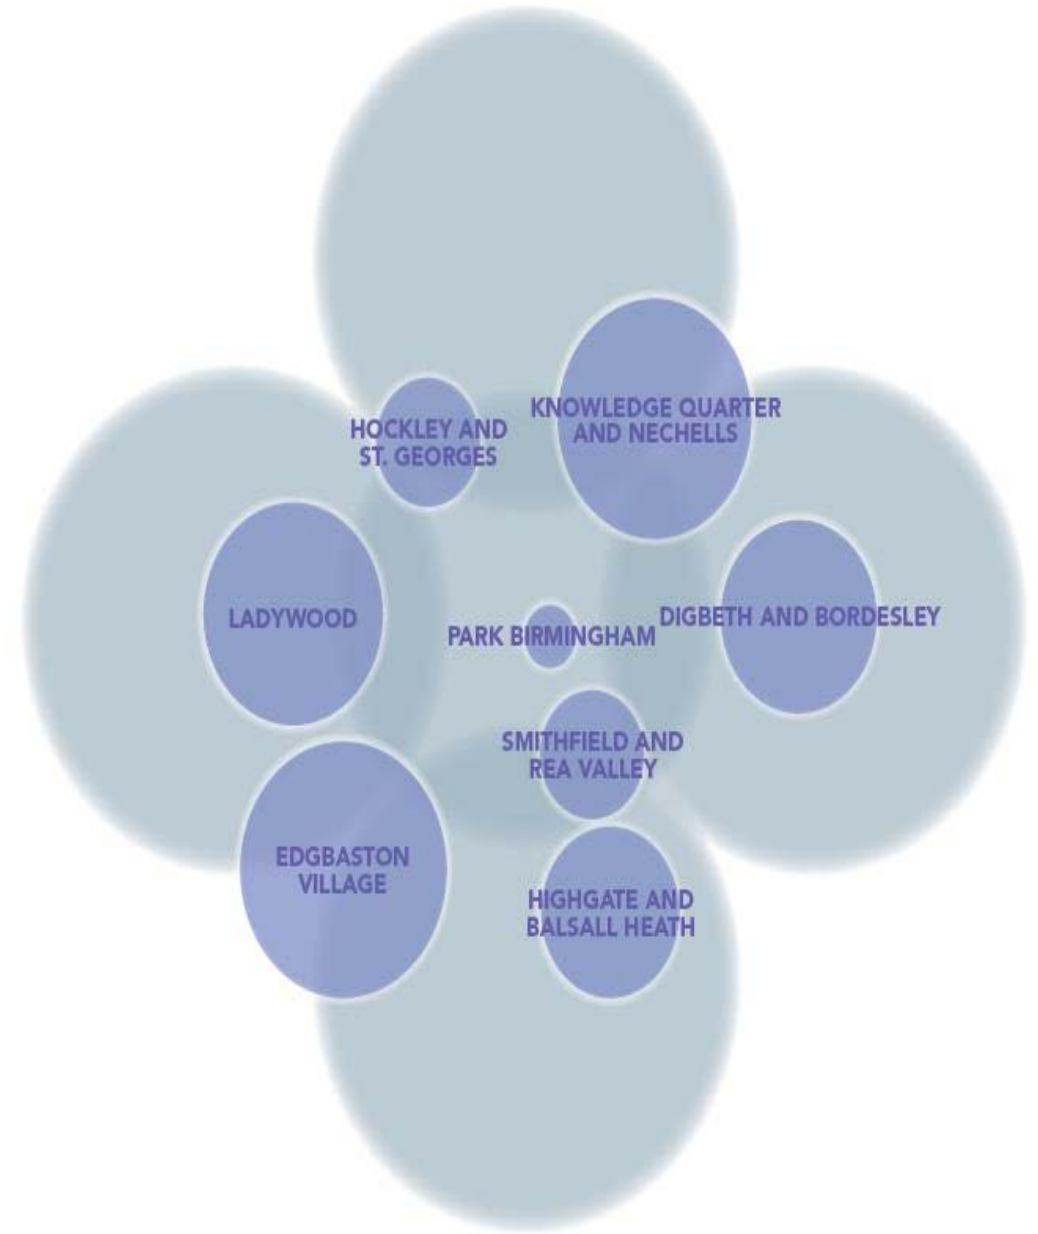 KNOWLEDGE QUARTER
AND NECHELLS
HOCKLEY AND
ST. GEORGES
LADYWOOD
PARK BIRMINGHAM
DIGBETH AND BORDESLEY
SMITHFIELD AND
REA VALLEY
EDGBASTON
VILLAGE
HIGHGATE AND
BALSALL HEATH